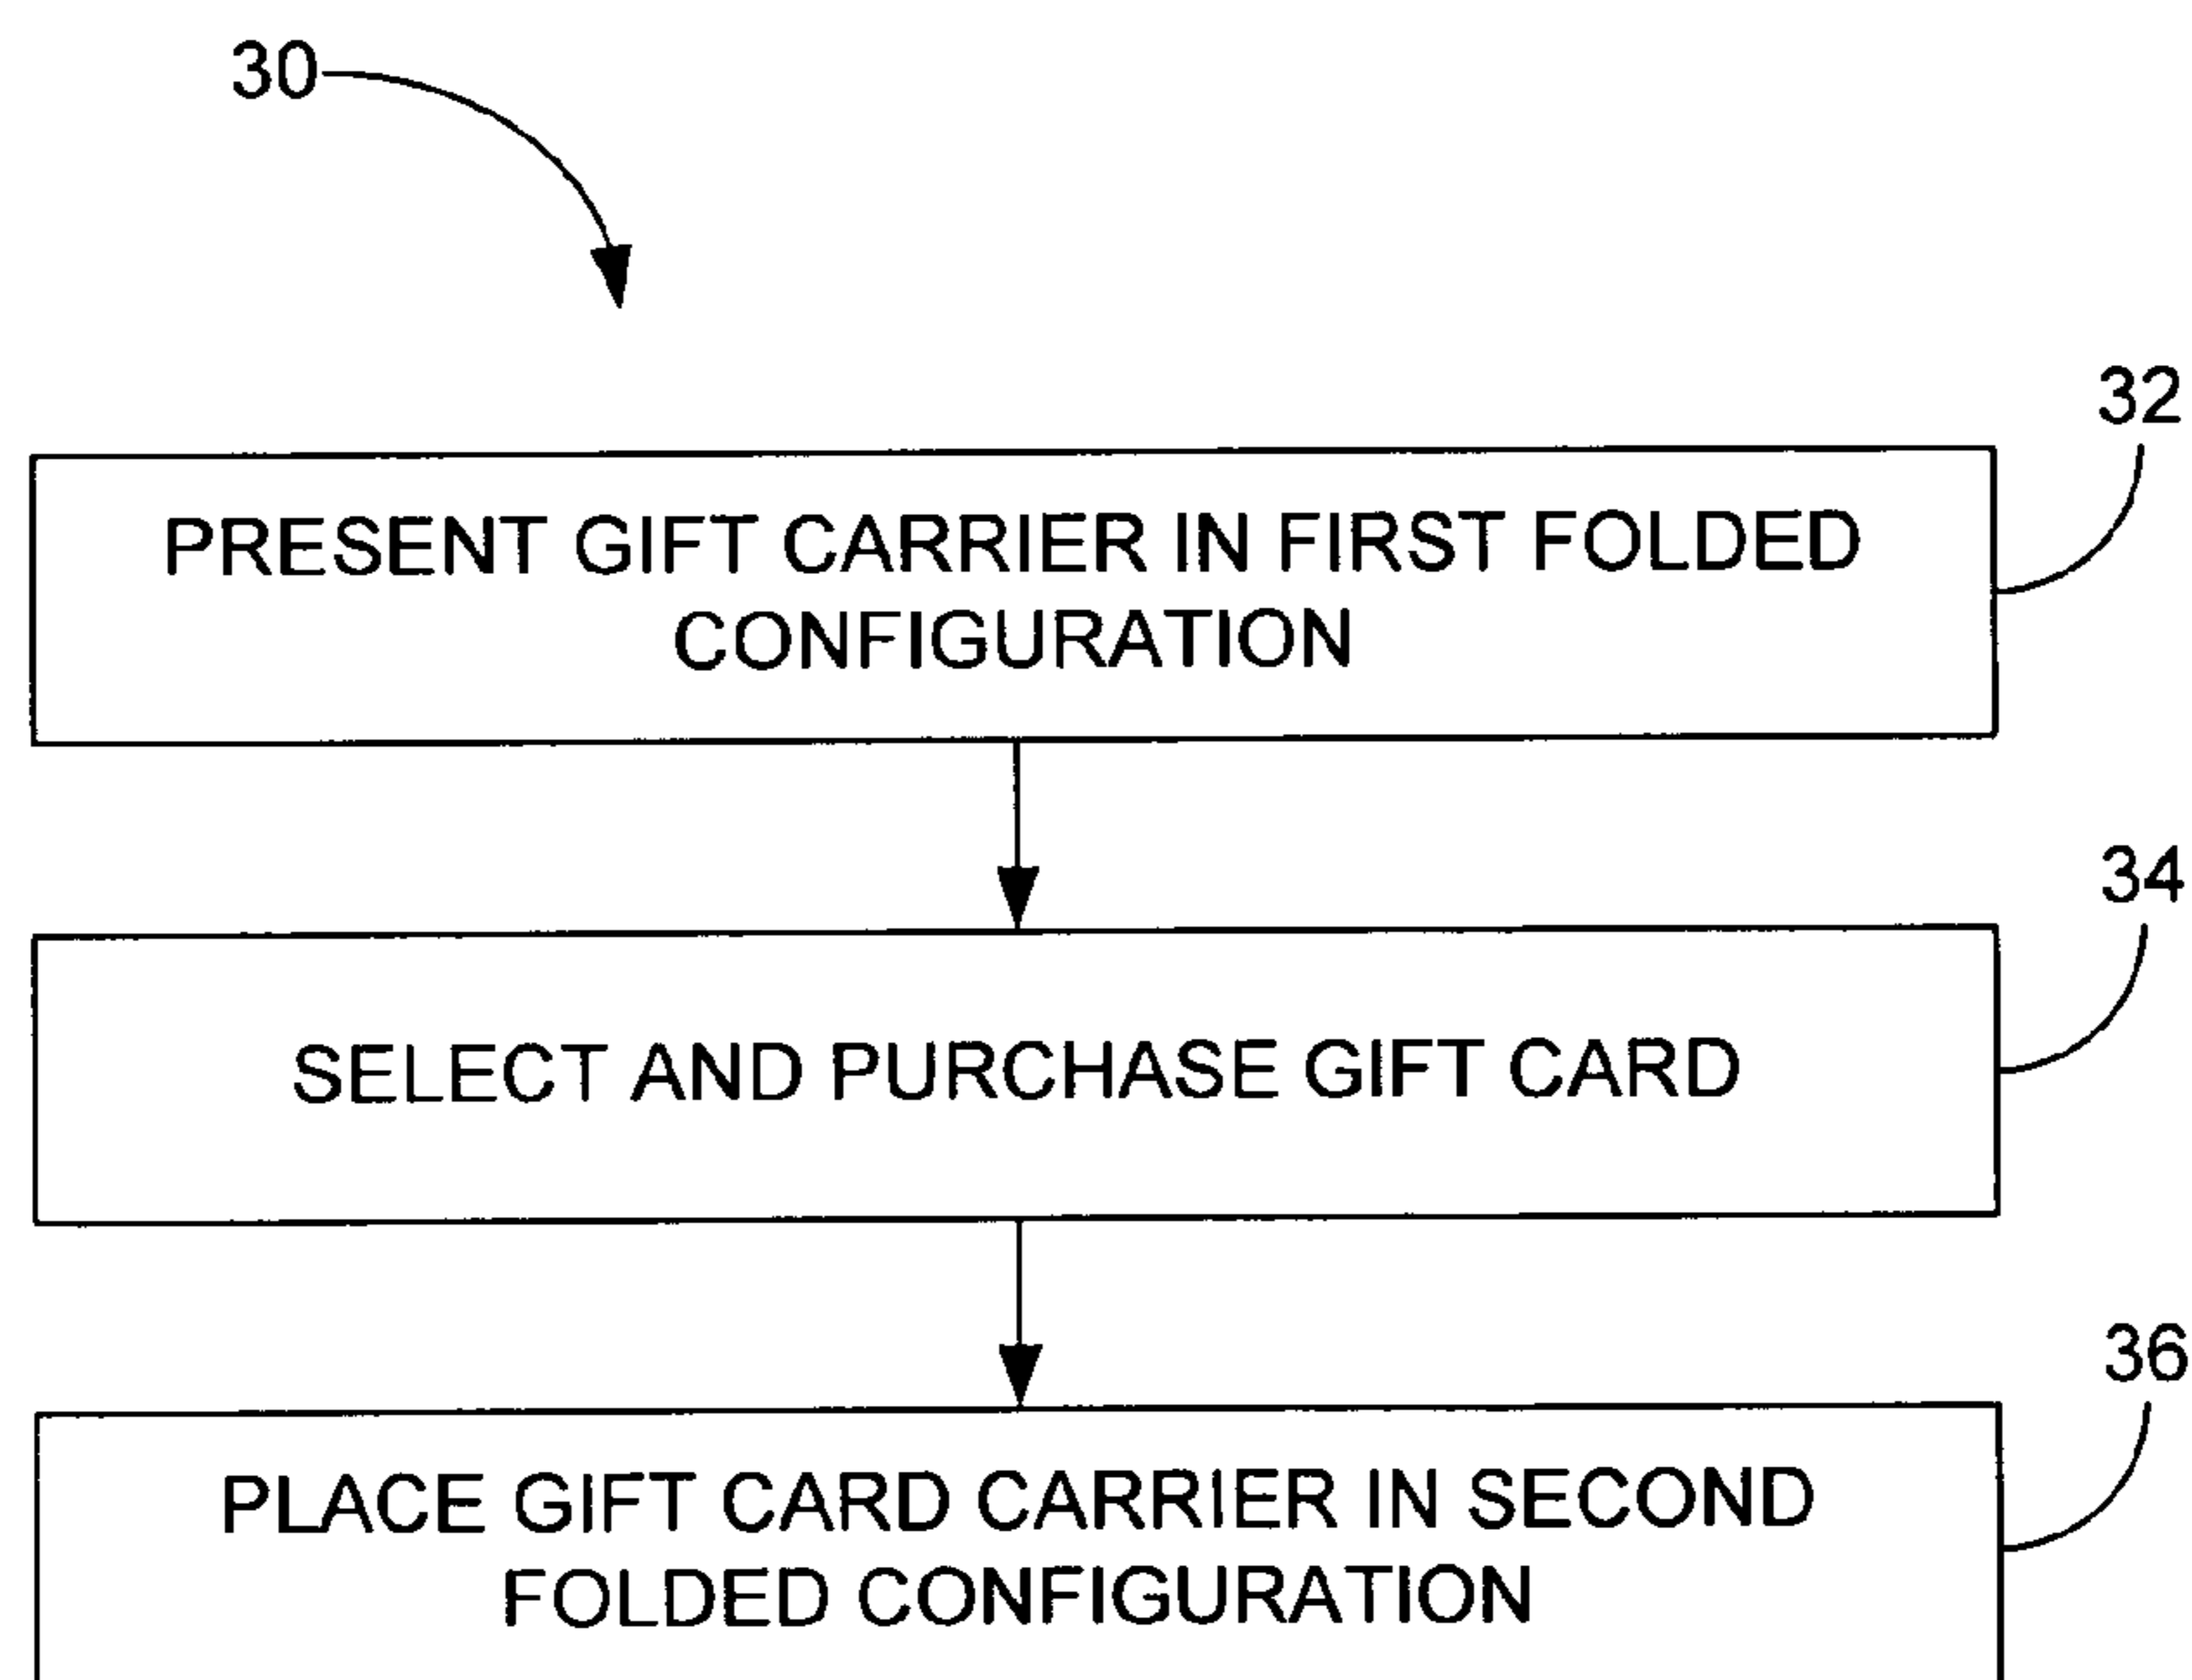 30
32
PRESENT GIFT CARRIER IN FIRST FOLDED
CONFIGURATION
34
SELECT AND PURCHASE GIFT CARD
36
PLACE GIFT CARD CARRIER IN SECOND
FOLDED CONFIGURATION